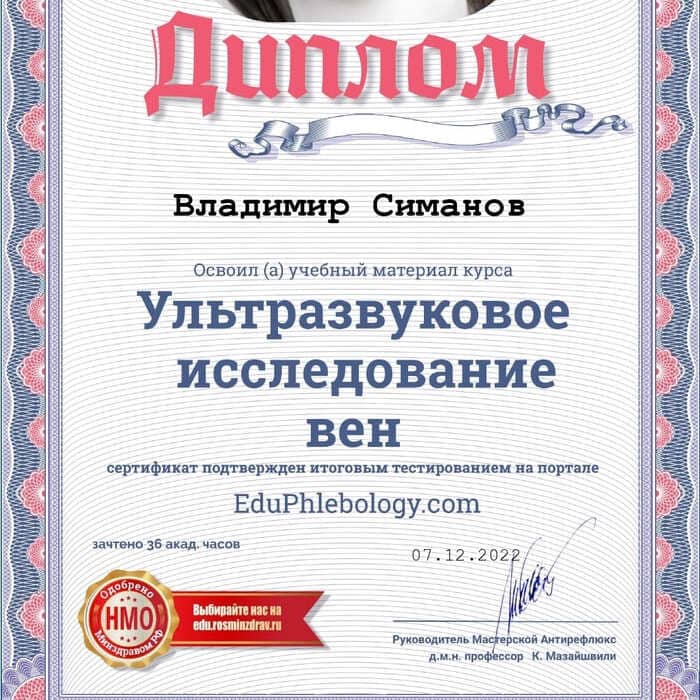 Диплом
Владимир Симанов
Освоил (а) учебный материал курса
Ультразвуковое
исследование
вен
сертификат подтвержден итоговым тестированием на портале
EduPhlebology.com
зачтено 36 акад. часов
07.12.2022
Одобрено
НМО
Минздравом.РФ
Выбирайте нас на
edu.rosminzdrav.ru
Руководитель Мастерской Антирефлюкс
д.м.н. профессор К. Мазайшвили